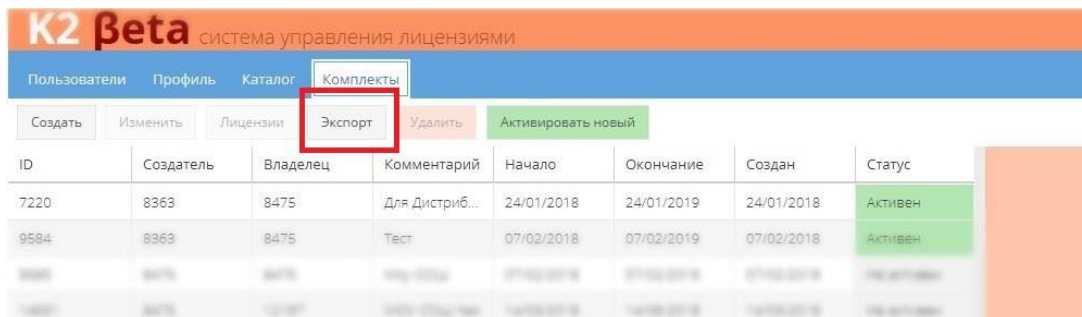 K2 βeta система управления лицензиями
Пользователи Профиль Каталог Комплекты
Создать Изменить Лицензии Экспорт Удалить Активировать новый
ID Создатель Владелец Комментарий Начало Окончание Создан Статус
7220 8363 8475 Для Дистриб... 24/01/2018 24/01/2019 24/01/2018 Активен
9584 8363 8475 Тест 07/02/2018 07/02/2019 07/02/2018 Активен